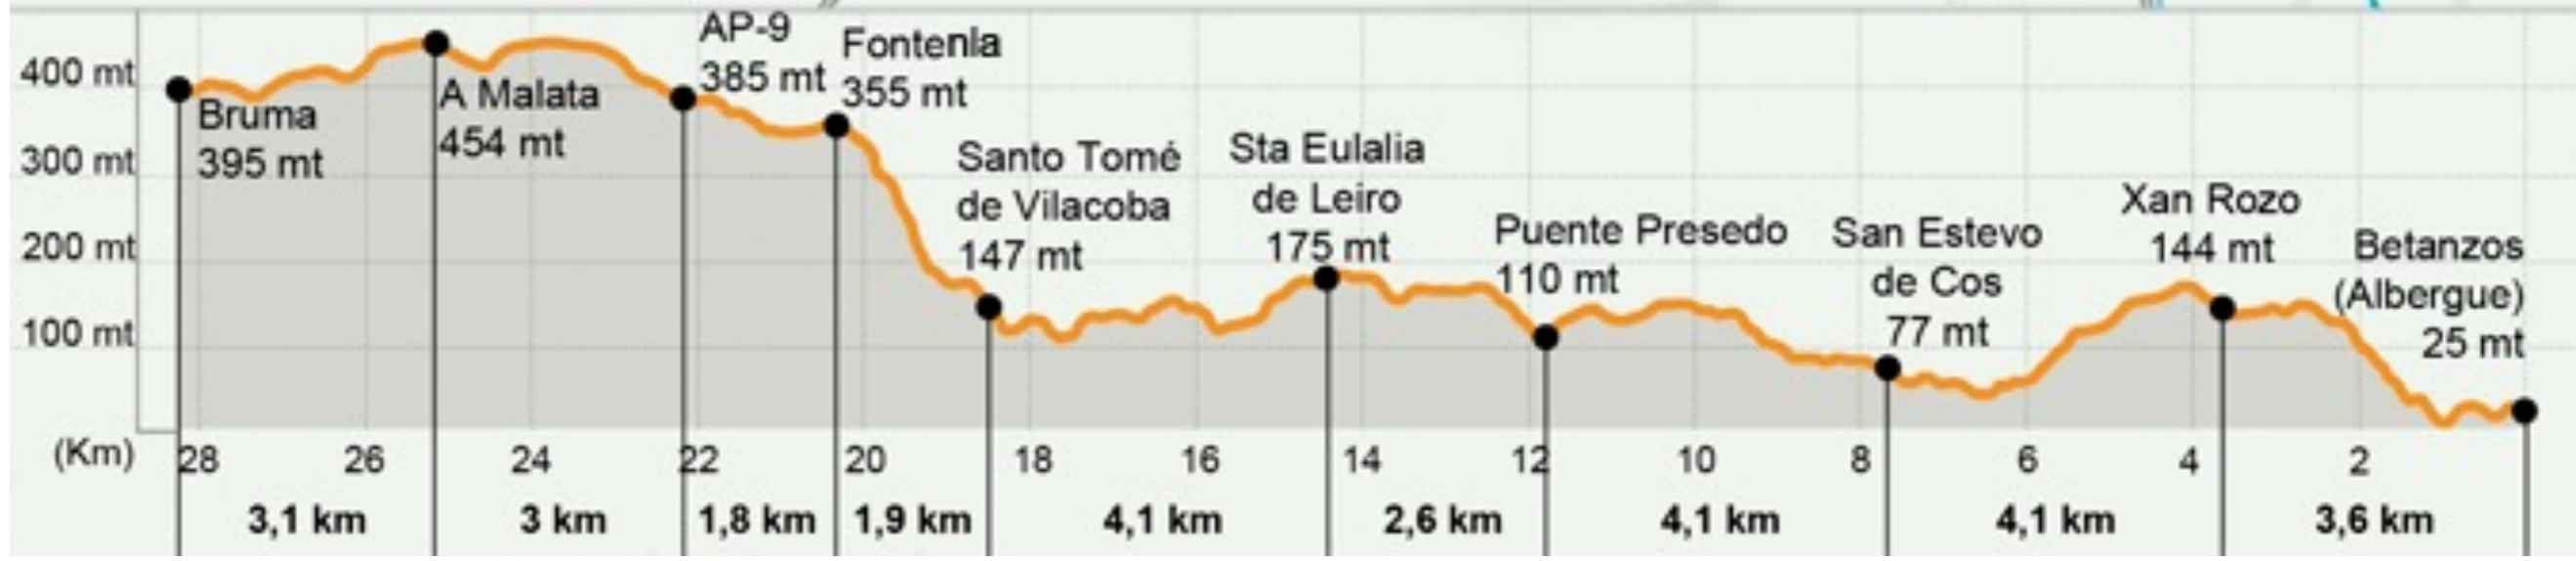 400 mt
300 mt
200 mt
100 mt
Bruma
395 mt
A Malata
454 mt
AP-9
385 mt
Fontenla
355 mt
Santo Tomé
de Vilacoba
147 mt
Sta Eulalia
de Leiro
175 mt
Puente Presedo
110 mt
San Estevo
de Cos
77 mt
Xan Rozo
144 mt
Betanzos
(Albergue)
25 mt
(Km) 28 26 24 22 20 18 16 14 12 10 8 6 4 2
3,1 km 3 km 1,8 km 1,9 km 4,1 km 2,6 km 4,1 km 4,1 km 3,6 km